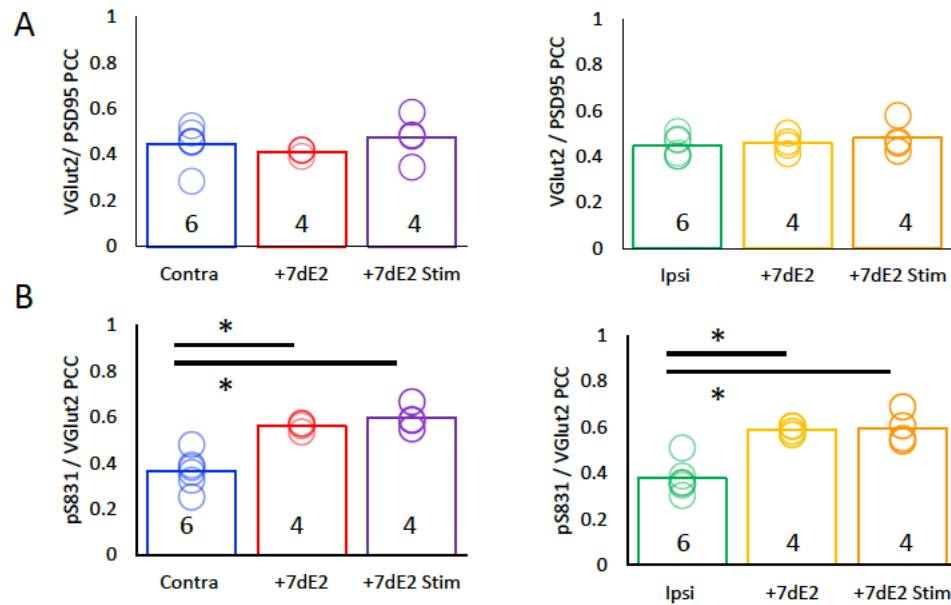 A
VGlut2/ PSD95 PCC
1
0.8
0.6
0.4
0.2
0
6
4
4
Contra
+7dE2
+7dE2 Stim
VGlut2 / PSD95 PCC
1
0.8
0.6
0.4
0.2
0
6
4
4
Ipsi
+7dE2
+7dE2 Stim
B
pS831 / VGlut2 PCC
1
0.8
0.6
0.4
0.2
0
*
*
6
4
4
Contra
+7dE2
+7dE2 Stim
pS831 / VGlut2 PCC
1
0.8
0.6
0.4
0.2
0
*
*
6
4
4
Ipsi
+7dE2
+7dE2 Stim